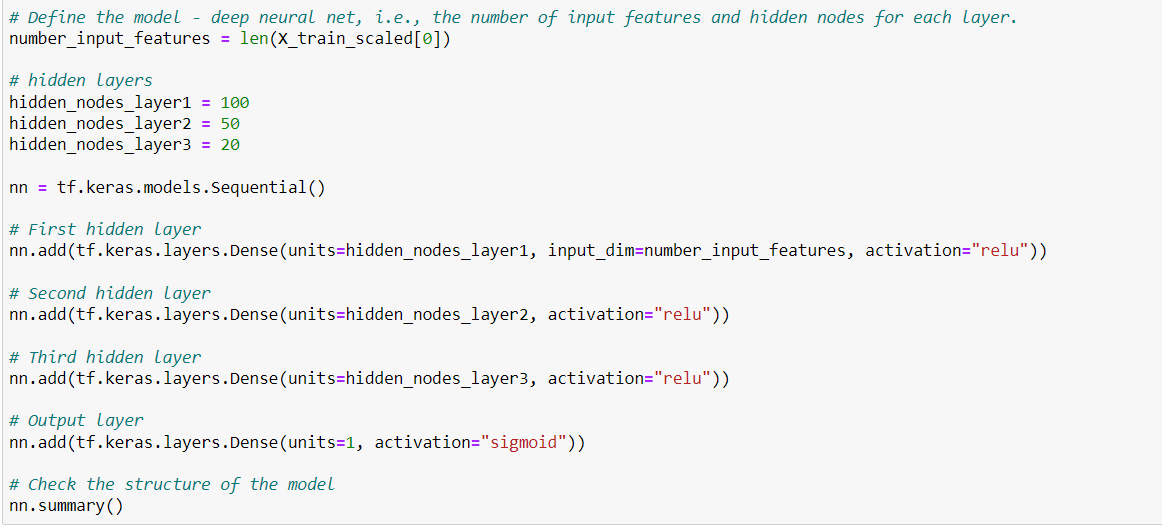 # Define the model - deep neural net, i.e., the number of input features and hidden nodes for each layer.
number_input_features = len(X_train_scaled[0])
# hidden layers
hidden_nodes_layer1 = 100
hidden_nodes_layer2 = 50
hidden_nodes_layer3 = 20
nn = tf.keras.models.Sequential()
# First hidden layer
nn.add(tf.keras.layers.Dense(units=hidden_nodes_layer1, input_dim=number_input_features, activation="relu"))
# Second hidden layer
nn.add(tf.keras.layers.Dense(units=hidden_nodes_layer2, activation="relu"))
# Third hidden layer
nn.add(tf.keras.layers.Dense(units=hidden_nodes_layer3, activation="relu"))
# Output layer
nn.add(tf.keras.layers.Dense(units=1, activation="sigmoid"))
# Check the structure of the model
nn.summary()